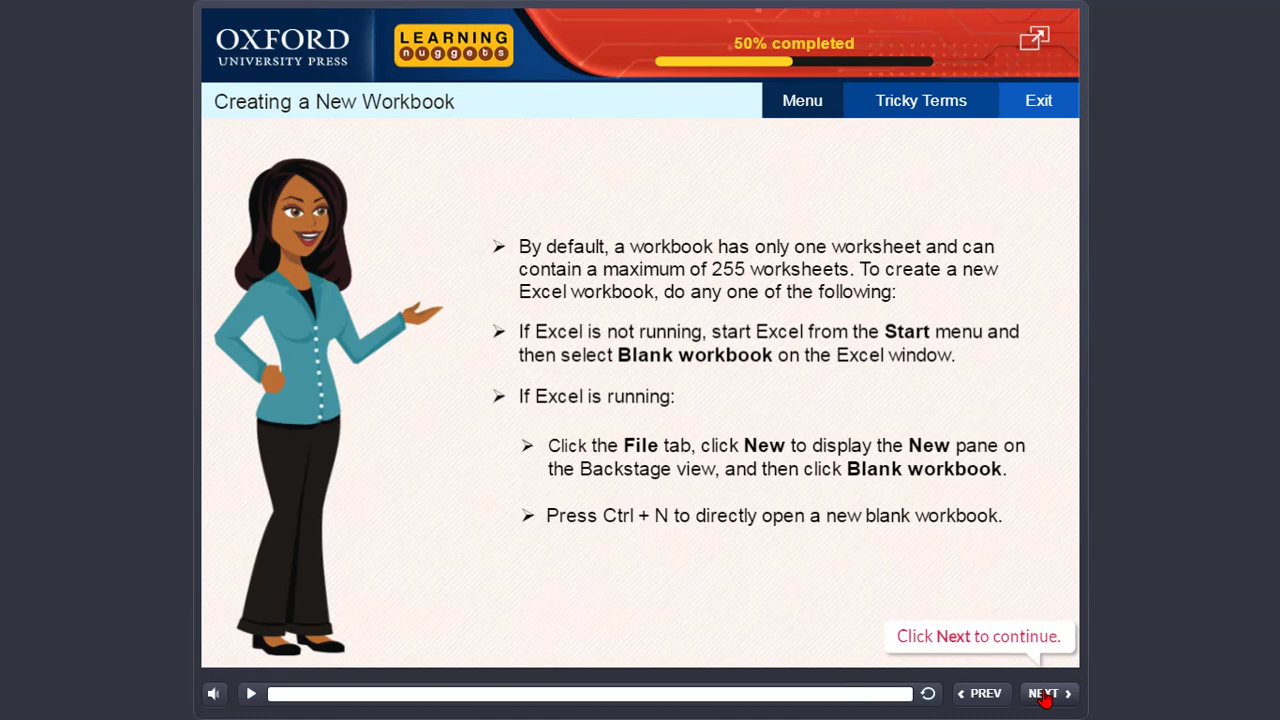 OXFORD
UNIVERSITY PRESS
LEARNING
nuggets
50% completed
Creating a New Workbook
Menu
Tricky Terms
Exit
By default, a workbook has only one worksheet and can
contain a maximum of 255 worksheets. To create a new
Excel workbook, do any one of the following:
If Excel is not running, start Excel from the Start menu and
then select Blank workbook on the Excel window.
If Excel is running:
Click the File tab, click New to display the New pane on
the Backstage view, and then click Blank workbook.
Press Ctrl + N to directly open a new blank workbook.
Click Next to continue.
PREV
NEXT